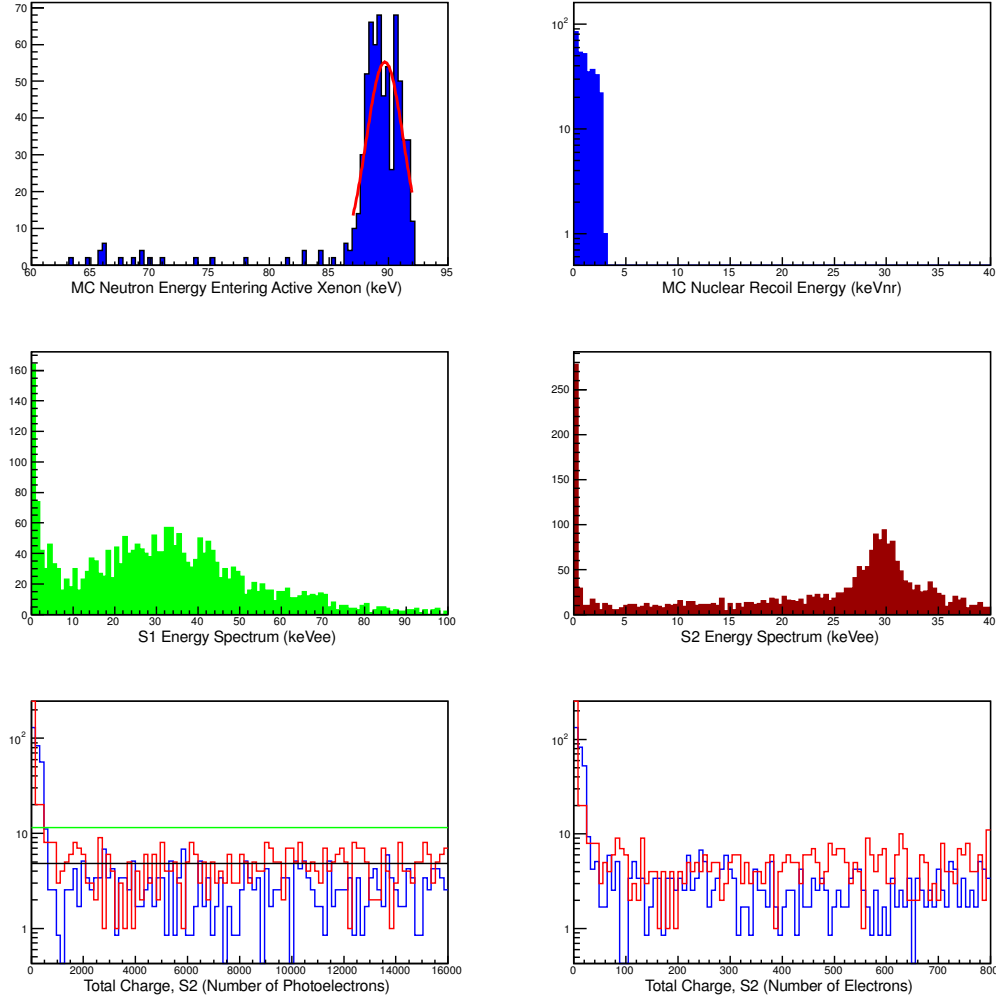 70
60
50
40
30
20
10
0
60 65 70 75 80 85 90 95
MC Neutron Energy Entering Active Xenon (keV)
10²
10
1
0 5 10 15 20 25 30 35 40
MC Nuclear Recoil Energy (keVnr)
160
140
120
100
80
60
40
20
0
0 10 20 30 40 50 60 70 80 90 100
S1 Energy Spectrum (keVee)
250
200
150
100
50
0
0 5 10 15 20 25 30 35 40
S2 Energy Spectrum (keVee)
10²
10
1
0 2000 4000 6000 8000 10000 12000 14000 16000
Total Charge, S2 (Number of Photoelectrons)
10²
10
1
0 100 200 300 400 500 600 700 800
Total Charge, S2 (Number of Electrons)